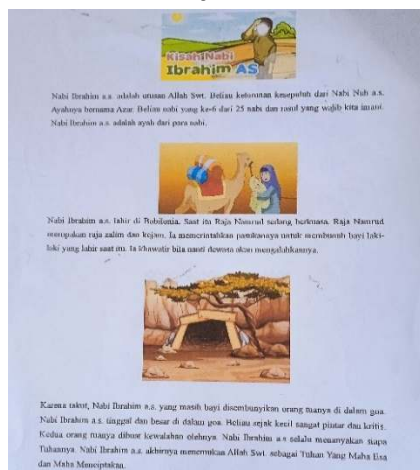 Kisah Nabi
Ibrahim AS
Nabi Ibrahim a.s. adalah utusan Allah Swt. Beliau keturunan kesepuluh dari Nabi Nuh a.s.
Ayahnya bernama Azar. Beliau nabi yang ke-6 dari 25 nabi dan rasul yang wajib kita imani.
Nabi Ibrahim a.s. adalah ayah dari para nabi.
Nabi Ibrahim a.s. lahir di Babilonia. Saat itu Raja Namrud sedang berkuasa. Raja Namrud
merupakan raja zalim dan kejam. Ia memerintahkan pasukannya untuk membunuh bayi laki-
laki yang lahir saat itu. Ia khawatir bila nanti dewasa akan mengalahkannya.
Karena takut, Nabi Ibrahim a.s. yang masih bayi disembunyikan orang tuanya di dalam goa.
Nabi Ibrahim a.s. tinggal dan besar di dalam goa. Beliau sejak kecil sangat pintar dan kritis.
Kedua orang tuanya dibuat kewalahan olehnya. Nabi Ibrahim a.s. selalu menanyakan siapa
Tuhannya. Nabi Ibrahim a.s. akhirnya menemukan Allah Swt. sebagai Tuhan Yang Maha Esa
dan Maha Menciptakan.